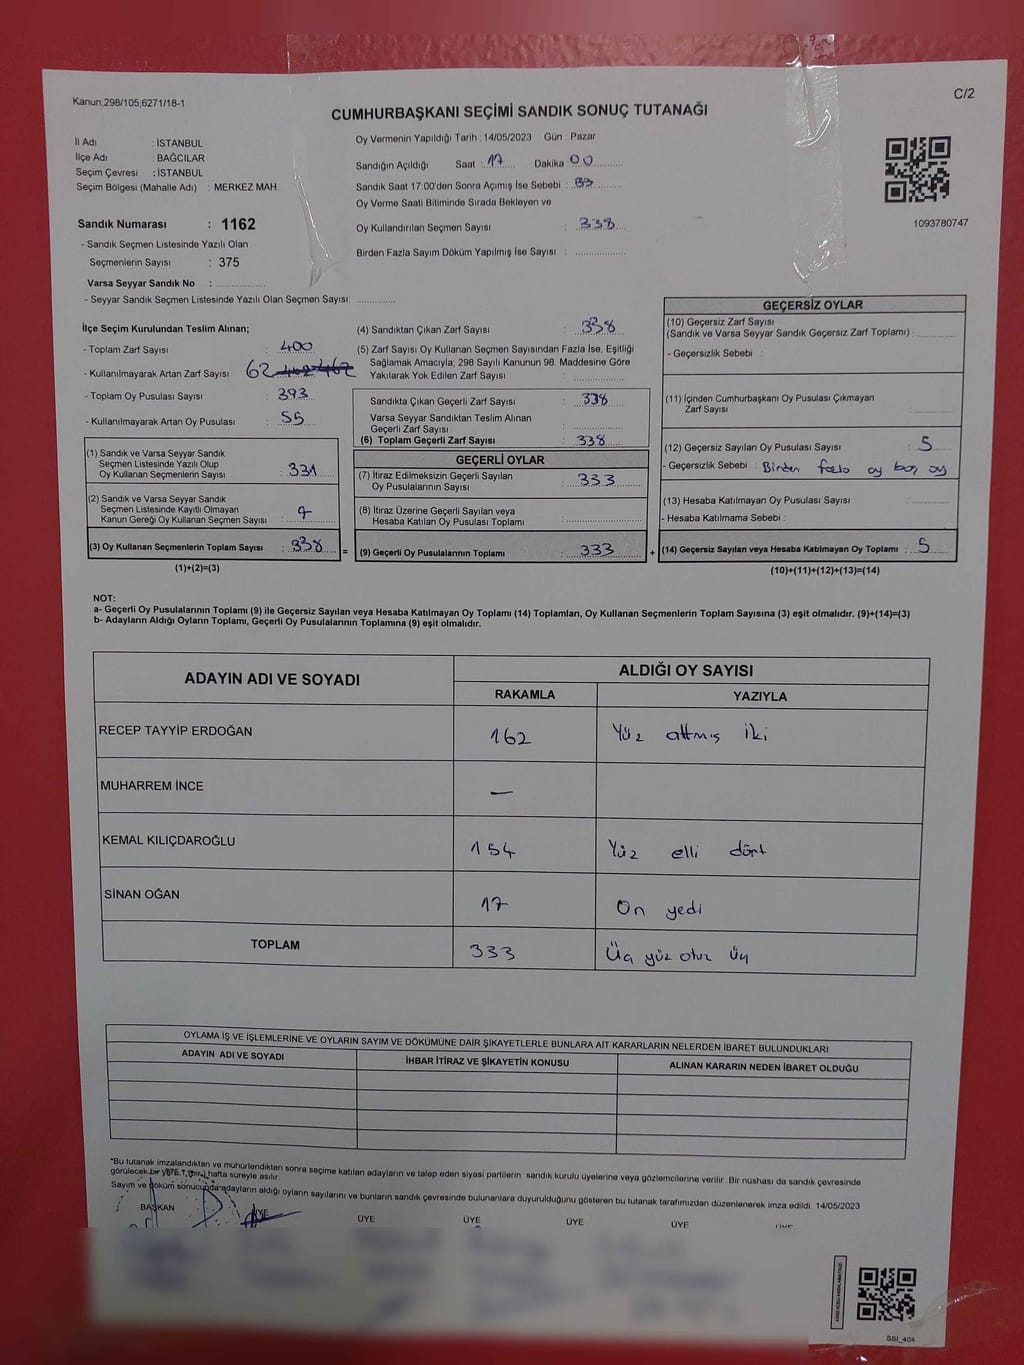 Kanun;298/105;6271/18-1
C/2
CUMHURBAŞKANI SEÇİMİ SANDIK SONUÇ TUTANAĞI
İl Adı : İSTANBUL
İlçe Adı : BAĞCILAR
Seçim Çevresi : İSTANBUL
Seçim Bölgesi (Mahalle Adı) : MERKEZ MAH.
Sandık Numarası : 1162
- Sandık Seçmen Listesinde Yazılı Olan
Seçmenlerin Sayısı : 375
Varsa Seyyar Sandık No :
- Seyyar Sandık Seçmen Listesinde Yazılı Olan Seçmen Sayısı:
Oy Vermenin Yapıldığı Tarih : 14/05/2023 Gün : Pazar
Sandığın Açıldığı Saat : 17 Dakika : 00
Sandık Saat 17:00'den Sonra Açımış İse Sebebi :
Oy Verme Saati Bitiminde Sırada Bekleyen ve
Oy Kullandırılan Seçmen Sayısı : 338
Birden Fazla Sayım Döküm Yapılmış İse Sayısı :
1093780747
İlçe Seçim Kurulundan Teslim Alınan;
- Toplam Zarf Sayısı : 400
- Kullanılmayarak Artan Zarf Sayısı 62
- Toplam Oy Pusulası Sayısı : 393
- Kullanılmayarak Artan Oy Pusulası : 55
(1) Sandık ve Varsa Seyyar Sandık
Seçmen Listesinde Yazılı Olup
Oy Kullanan Seçmenlerin Sayısı : 331
(2) Sandık ve Varsa Seyyar Sandık
Seçmen Listesinde Kayıtlı Olmayan
Kanun Gereği Oy Kullanan Seçmen Sayısı : 7
(3) Oy Kullanan Seçmenlerin Toplam Sayısı : 338 =
(1)+(2)=(3)
(4) Sandıktan Çıkan Zarf Sayısı : 338
(5) Zarf Sayısı Oy Kullanan Seçmen Sayısından Fazla İse, Eşitliği
Sağlamak Amacıyla; 298 Sayılı Kanunun 98. Maddesine Göre
Yakılarak Yok Edilen Zarf Sayısı :
Sandıkta Çıkan Geçerli Zarf Sayısı : 338
Varsa Seyyar Sandıktan Teslim Alınan
Geçerli Zarf Sayısı :
(6) Toplam Geçerli Zarf Sayısı : 338
GEÇERLİ OYLAR
(7) İtiraz Edilmeksizin Geçerli Sayılan
Oy Pusulalarının Sayısı : 333
(8) İtiraz Üzerine Geçerli Sayılan veya
Hesaba Katılan Oy Pusulası Toplamı :
(9) Geçerli Oy Pusulalarının Toplamı : 333 +
GEÇERSİZ OYLAR
(10) Geçersiz Zarf Sayısı
(Sandık ve Varsa Seyyar Sandık Geçersiz Zarf Toplamı) :
- Geçersizlik Sebebi :
(11) İçinden Cumhurbaşkanı Oy Pusulası Çıkmayan
Zarf Sayısı :
(12) Geçersiz Sayılan Oy Pusulası Sayısı : 5
- Geçersizlik Sebebi : Birden fazla oy boş oy
(13) Hesaba Katılmayan Oy Pusulası Sayısı :
- Hesaba Katılmama Sebebi :
(14) Geçersiz Sayılan veya Hesaba Katılmayan Oy Toplamı : 5
(10)+(11)+(12)+(13)=(14)
NOT:
a- Geçerli Oy Pusulalarının Toplamı (9) ile Geçersiz Sayılan veya Hesaba Katılmayan Oy Toplamı (14) Toplamları, Oy Kullanan Seçmenlerin Toplam Sayısına (3) eşit olmalıdır. (9)+(14)=(3)
b- Adayların Aldığı Oyların Toplamı, Geçerli Oy Pusulalarının Toplamına (9) eşit olmalıdır.
ADAYIN ADI VE SOYADI ALDIĞI OY SAYISI
RAKAMLA YAZIYLA
RECEP TAYYİP ERDOĞAN 162 Yüz altmış iki
MUHARREM İNCE –
KEMAL KILIÇDAROĞLU 154 Yüz elli dört
SİNAN OĞAN 17 On yedi
TOPLAM 333 Üç yüz otuz üç
OYLAMA İŞ VE İŞLEMLERİNE VE OYLARIN SAYIM VE DÖKÜMÜNE DAİR ŞİKAYETLERLE BUNLARA AİT KARARLARIN NELERDEN İBARET BULUNDUKLARI
ADAYIN ADI VE SOYADI İHBAR İTİRAZ VE ŞİKAYETİN KONUSU ALINAN KARARIN NEDEN İBARET OLDUĞU
*Bu tutanak imzalandıktan ve mühürlendikten sonra seçime katılan adayların ve talep eden siyasi partilerin sandık kurulu üyelerine veya gözlemcilerine verilir. Bir nüshası da sandık çevresinde
görülecek bir yere 1 (bir) hafta süreyle asılır.
Sayım ve döküm sonucunda adayların aldığı oyların sayılarını ve bunların sandık çevresinde bulunanlara duyurulduğunu gösteren bu tutanak tarafımızdan düzenlenerek imza edildi. 14/05/2023
BAŞKAN ÜYE ÜYE ÜYE ÜYE ÜYE ÜYE
SSI_404